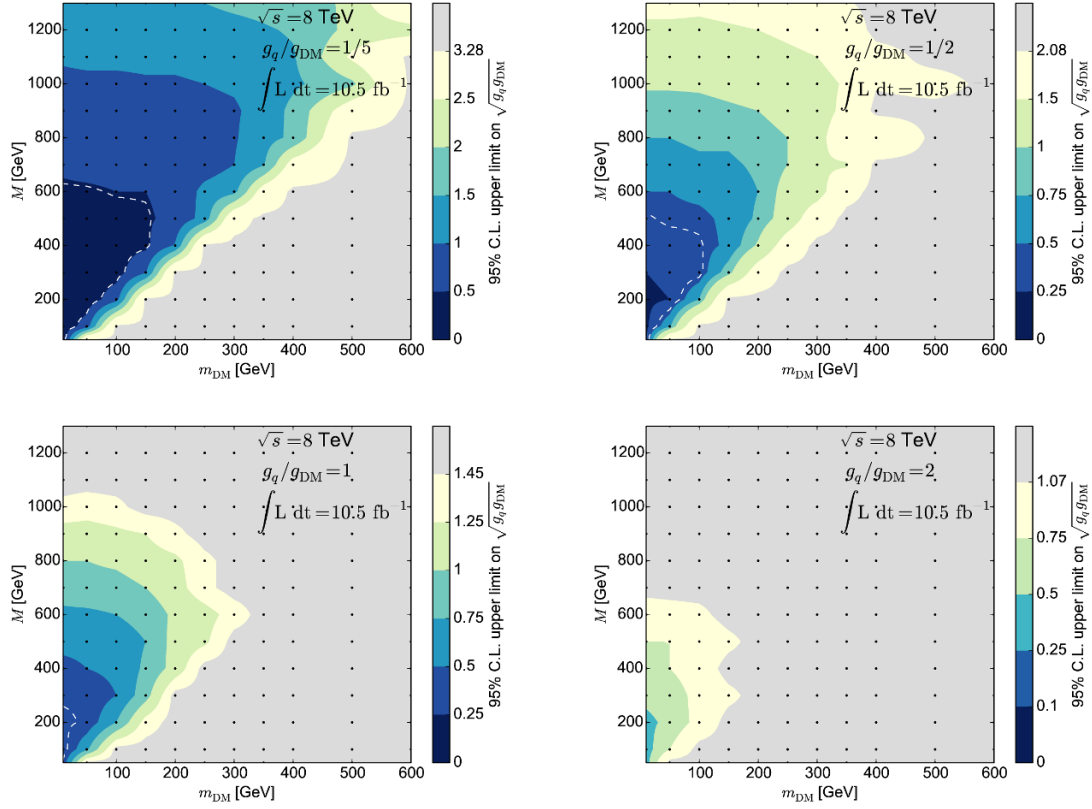 √s = 8 TeV
g_q/g_DM = 1/5
∫ L dt = 10.5 fb⁻¹
1200
1000
800
600
400
200
M [GeV]
100 200 300 400 500 600
m_DM [GeV]
3.28
2.5
2
1.5
1
0.5
0
95% C.L. upper limit on √g_q g_DM
√s = 8 TeV
g_q/g_DM = 1/2
∫ L dt = 10.5 fb⁻¹
1200
1000
800
600
400
200
M [GeV]
100 200 300 400 500 600
m_DM [GeV]
2.08
1.5
1
0.75
0.5
0.25
0
95% C.L. upper limit on √g_q g_DM
√s = 8 TeV
g_q/g_DM = 1
∫ L dt = 10.5 fb⁻¹
1200
1000
800
600
400
200
M [GeV]
100 200 300 400 500 600
m_DM [GeV]
1.45
1.25
1
0.75
0.5
0.25
0
95% C.L. upper limit on √g_q g_DM
√s = 8 TeV
g_q/g_DM = 2
∫ L dt = 10.5 fb⁻¹
1200
1000
800
600
400
200
M [GeV]
100 200 300 400 500 600
m_DM [GeV]
1.07
0.75
0.5
0.25
0.1
0
95% C.L. upper limit on √g_q g_DM